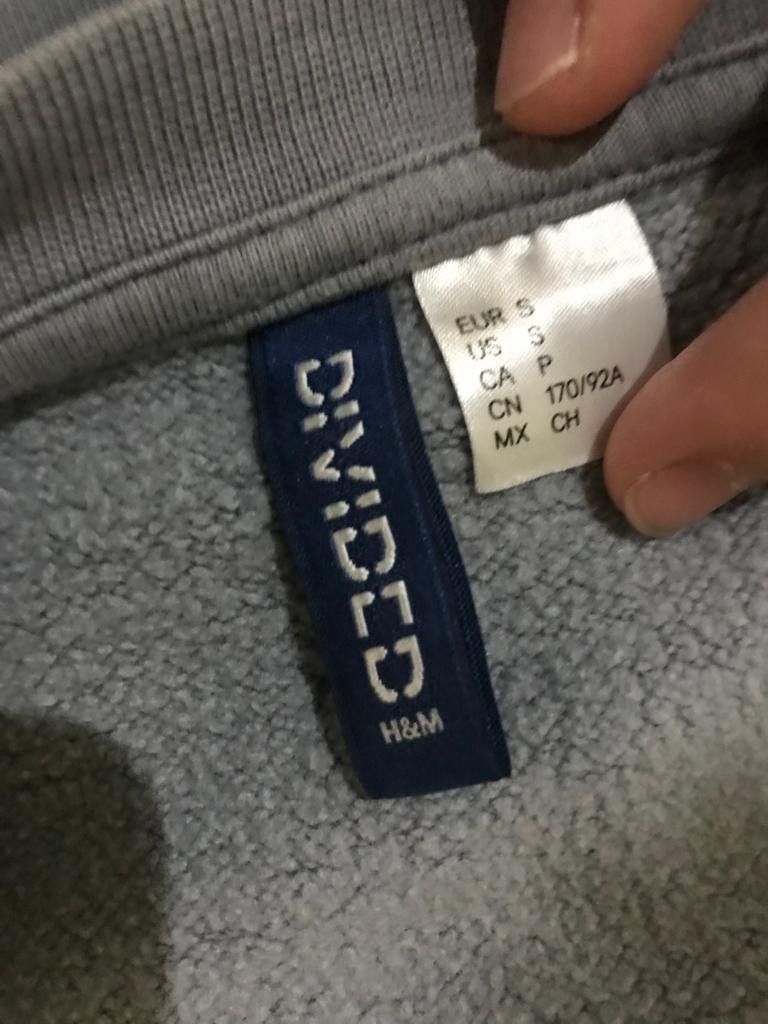 DIVIDED
H&M
EUR S
US S
CA P
CN 170/92A
MX CH